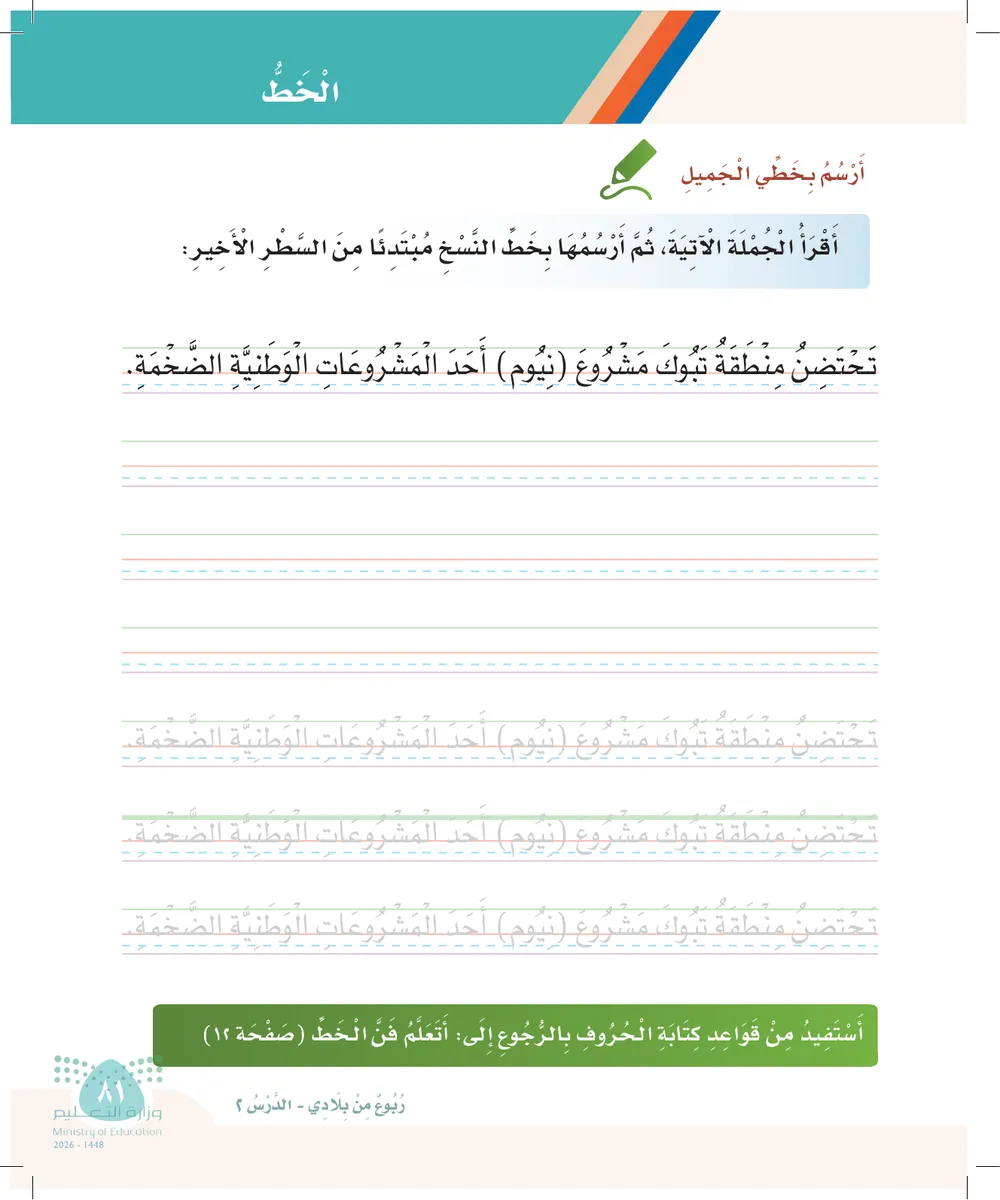 الْخَطُّ
أَرْسُمُ بِخَطِّي الْجَمِيلِ
أَقْرَأُ الْجُمْلَةَ الْآتِيَةَ، ثُمَّ أَرْسُمُهَا بِخَطِّ النَّسْخِ مُبْتَدِئًا مِنَ السَّطْرِ الْأَخِيرِ:
تَحْتَضِنُ مِنْطَقَةُ تَبُوكَ مَشْرُوعَ (نِيُوم) أَحَدَ الْمَشْرُوعَاتِ الْوَطَنِيَّةِ الضَّخْمَةِ.
تَحْتَضِنُ مِنْطَقَةُ تَبُوكَ مَشْرُوعَ (نِيُوم) أَحَدَ الْمَشْرُوعَاتِ الْوَطَنِيَّةِ الضَّخْمَةِ.
تَحْتَضِنُ مِنْطَقَةُ تَبُوكَ مَشْرُوعَ (نِيُوم) أَحَدَ الْمَشْرُوعَاتِ الْوَطَنِيَّةِ الضَّخْمَةِ.
تَحْتَضِنُ مِنْطَقَةُ تَبُوكَ مَشْرُوعَ (نِيُوم) أَحَدَ الْمَشْرُوعَاتِ الْوَطَنِيَّةِ الضَّخْمَةِ.
أَسْتَفِيدُ مِنْ قَوَاعِدِ كِتَابَةِ الْحُرُوفِ بِالرُّجُوعِ إِلَى: أَتَعَلَّمُ فَنَّ الْخَطِّ (صَفْحَة ١٢)
رُبُوعٌ مِنْ بِلَادِي - الدَّرْسُ ٢
٨١
وزارة التعليم
Ministry of Education
2026 - 1448